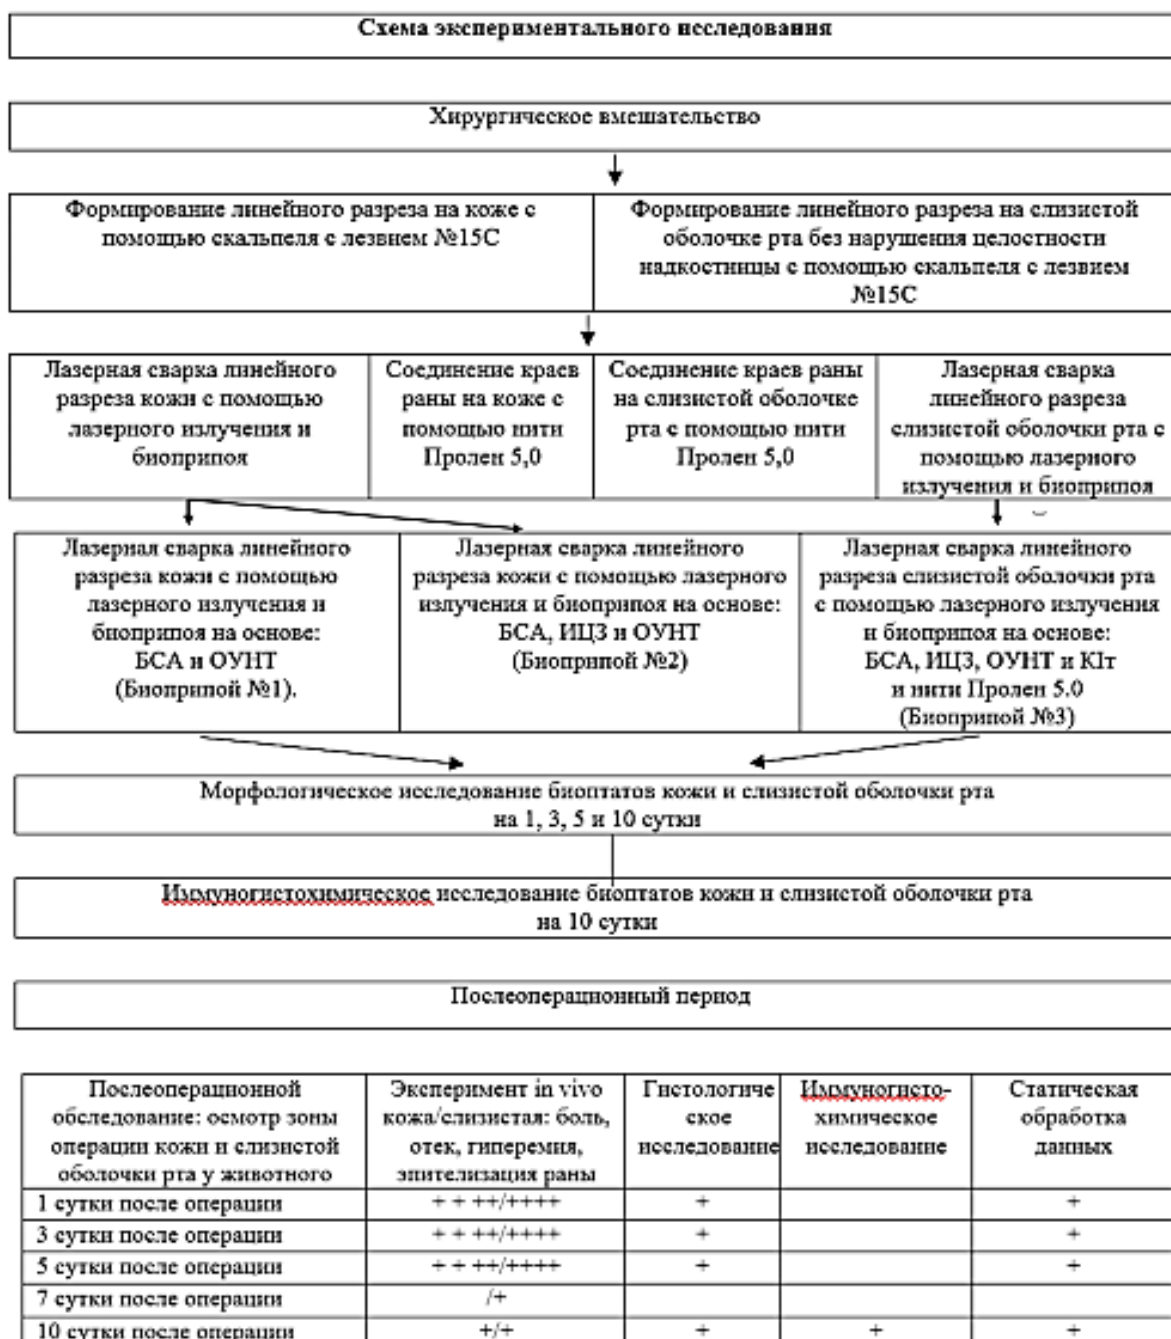 Схема экспериментального исследования
Хирургическое вмешательство
Формирование линейного разреза на коже с
помощью скальпеля с лезвием №15С
Формирование линейного разреза на слизистой
оболочке рта без нарушения целостности
надкостницы с помощью скальпеля с лезвием
№15С
Лазерная сварка линейного
разреза кожи с помощью
лазерного излучения и
биоприпоя
Соединение краев
раны на коже с
помощью нити
Пролен 5,0
Соединение краев раны
на слизистой оболочке
рта с помощью нити
Пролен 5,0
Лазерная сварка
линейного разреза
слизистой оболочки рта с
помощью лазерного
излучения и биоприпоя
Лазерная сварка линейного
разреза кожи с помощью
лазерного излучения и
биоприпоя на основе:
БСА и ОУНТ
(Биоприпой №1).
Лазерная сварка линейного
разреза кожи с помощью лазерного
излучения и биоприпоя на основе:
БСА, ИЦЗ и ОУНТ
(Биоприпой №2)
Лазерная сварка линейного
разреза слизистой оболочки рта
с помощью лазерного излучения
и биоприпоя на основе:
БСА, ИЦЗ, ОУНТ и КIт
и нити Пролен 5.0
(Биоприпой №3)
Морфологическое исследование биоптатов кожи и слизистой оболочки рта
на 1, 3, 5 и 10 сутки
Иммуногистохимическое исследование биоптатов кожи и слизистой оболочки рта
на 10 сутки
Послеоперационный период
Послеоперационной
обследование: осмотр зоны
операции кожи и слизистой
оболочки рта у животного
Эксперимент in vivo
кожа/слизистая: боль,
отек, гиперемия,
эпителизация раны
Гистологиче
ское
исследование
Иммуногисто-
химическое
исследование
Статическая
обработка
данных
1 сутки после операции + + ++/++++ + +
3 сутки после операции + + ++/++++ + +
5 сутки после операции + + ++/++++ + +
7 сутки после операции /+
10 сутки после операции +/+ + + +